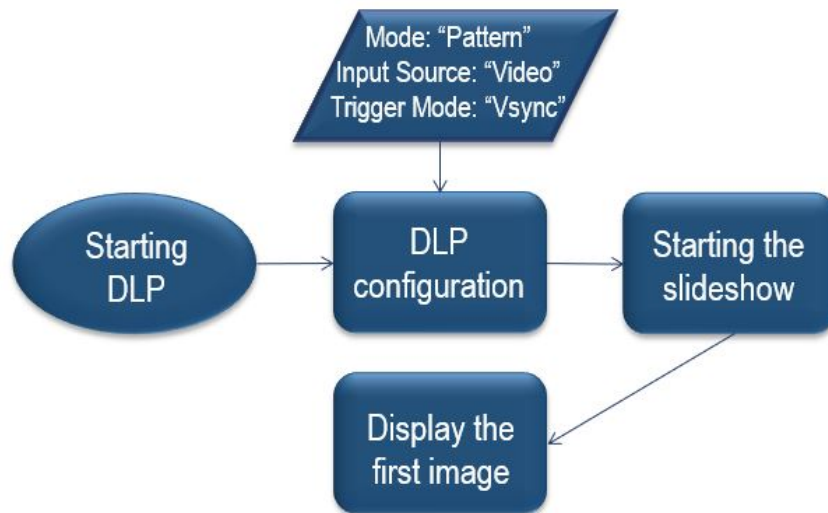 Mode: “Pattern”
Input Source: “Video”
Trigger Mode: “Vsync”
Starting
DLP
DLP
configuration
Starting the
slideshow
Display the
first image